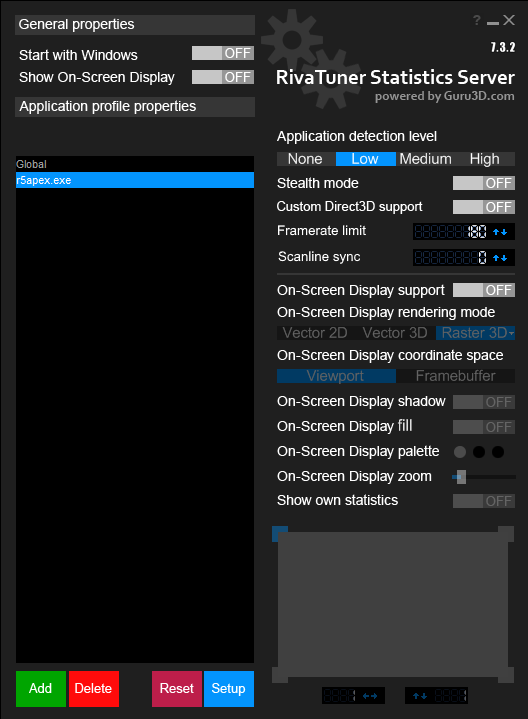 General properties
Start with Windows OFF
Show On-Screen Display OFF
Application profile properties
Global
r5apex.exe
Add
Delete
Reset
Setup
?
7.3.2
RivaTuner Statistics Server
powered by Guru3D.com
Application detection level
None Low Medium High
Stealth mode OFF
Custom Direct3D support OFF
Framerate limit
Scanline sync 0
On-Screen Display support OFF
On-Screen Display rendering mode
Vector 2D Vector 3D Raster 3D
On-Screen Display coordinate space
Viewport Framebuffer
On-Screen Display shadow OFF
On-Screen Display fill OFF
On-Screen Display palette
On-Screen Display zoom
Show own statistics OFF
1 1